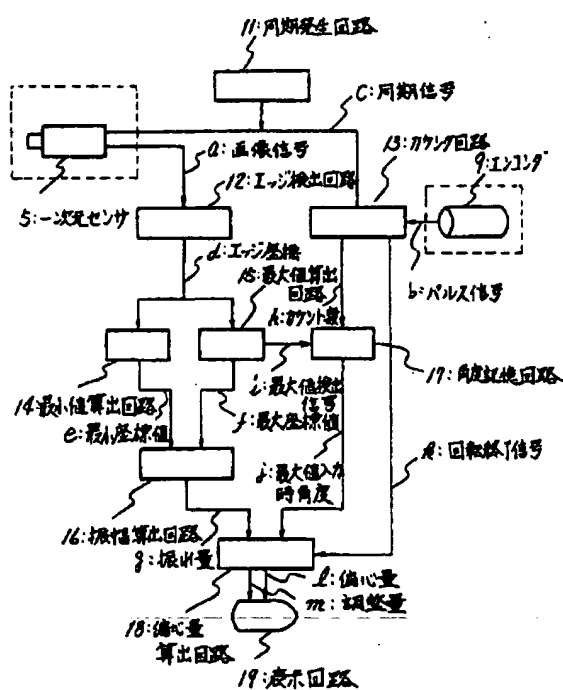 11:同期発生回路
C:同期信号
a:画像信号
13:カウンタ回路
9:エンコーダ
12:エッジ検出回路
5:一次元センサ
d:エッジ座標
15:最大値算出
回路
b:パルス信号
h:カウント数
i:最大値検出
信号
17:角度記憶回路
14:最小値算出回路
f:最大座標値
e:最小座標値
j:最大値入力
時角度
k:回転終了信号
16:振幅算出回路
g:振れ量
l:偏心量
m:調整量
18:偏心量
算出回路
19:表示回路